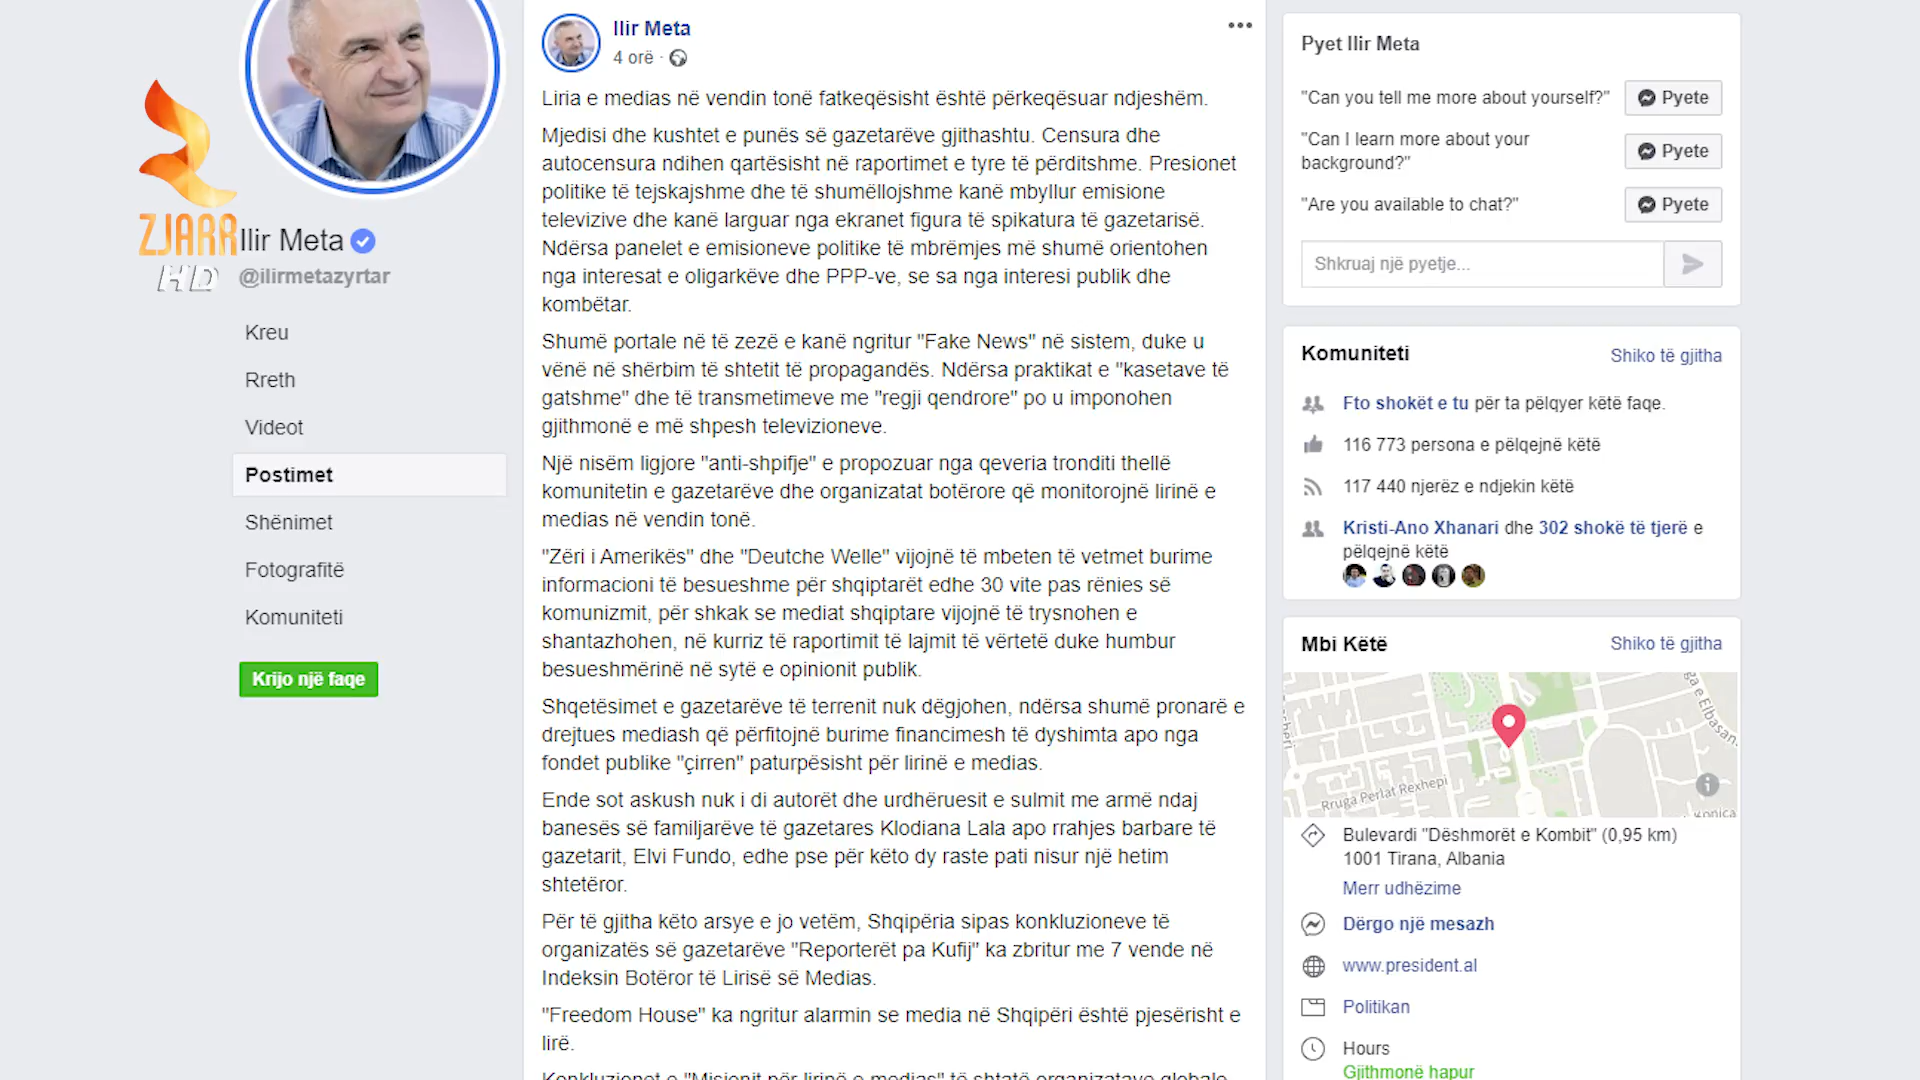 ZJARR
HD
Ilir Meta
@ilirmetazyrtar
Kreu
Rreth
Videot
Postimet
Shënimet
Fotografitë
Komuniteti
Krijo një faqe
Ilir Meta
4 orë ·
Liria e medias në vendin tonë fatkeqësisht është përkeqësuar ndjeshëm.
Mjedisi dhe kushtet e punës së gazetarëve gjithashtu. Censura dhe
autocensura ndihen qartësisht në raportimet e tyre të përditshme. Presionet
politike të tejskajshme dhe të shumëllojshme kanë mbyllur emisione
televizive dhe kanë larguar nga ekranet figura të spikatura të gazetarisë.
Ndërsa panelet e emisioneve politike të mbrëmjes më shumë orientohen
nga interesat e oligarkëve dhe PPP-ve, se sa nga interesi publik dhe
kombëtar.
Shumë portale në të zezë e kanë ngritur "Fake News" në sistem, duke u
vënë në shërbim të shtetit të propagandës. Ndërsa praktikat e "kasetave të
gatshme" dhe të transmetimeve me "regji qendrore" po u imponohen
gjithmonë e më shpesh televizioneve.
Një nisëm ligjore "anti-shpifje" e propozuar nga qeveria tronditi thellë
komunitetin e gazetarëve dhe organizatat botërore që monitorojnë lirinë e
medias në vendin tonë.
"Zëri i Amerikës" dhe "Deutche Welle" vijojnë të mbeten të vetmet burime
informacioni të besueshme për shqiptarët edhe 30 vite pas rënies së
komunizmit, për shkak se mediat shqiptare vijojnë të trysnohen e
shantazhohen, në kurriz të raportimit të lajmit të vërtetë duke humbur
besueshmërinë në sytë e opinionit publik.
Shqetësimet e gazetarëve të terrenit nuk dëgjohen, ndërsa shumë pronarë e
drejtues mediash që përfitojnë burime financimesh të dyshimta apo nga
fondet publike "çirren" paturpësisht për lirinë e medias.
Ende sot askush nuk i di autorët dhe urdhëruesit e sulmit me armë ndaj
banesës së familjarëve të gazetares Klodiana Lala apo rrahjes barbare të
gazetarit, Elvi Fundo, edhe pse për këto dy raste pati nisur një hetim
shtetëror.
Për të gjitha këto arsye e jo vetëm, Shqipëria sipas konkluzioneve të
organizatës së gazetarëve "Reporterët pa Kufij" ka zbritur me 7 vende në
Indeksin Botëror të Lirisë së Medias.
"Freedom House" ka ngritur alarmin se media në Shqipëri është pjesërisht e
lirë.
Konkluzionet e "Misionit për lirinë e medias" të shtatë organizatave globale
Pyet Ilir Meta
"Can you tell me more about yourself?"
Pyete
"Can I learn more about your
background?"
Pyete
"Are you available to chat?"
Pyete
Shkruaj një pyetje...
Komuniteti
Shiko të gjitha
Fto shokët e tu për ta pëlqyer këtë faqe.
116 773 persona e pëlqejnë këtë
117 440 njerëz e ndjekin këtë
Kristi-Ano Xhanari dhe 302 shokë të tjerë e
pëlqejnë këtë
Mbi Këtë
Shiko të gjitha
Rruga Perlat Rexhepi
ga e Elbasan
Konica
Bulevardi "Dëshmorët e Kombit" (0,95 km)
1001 Tirana, Albania
Merr udhëzime
Dërgo një mesazh
www.president.al
Politikan
Hours
Gjithmonë hapur